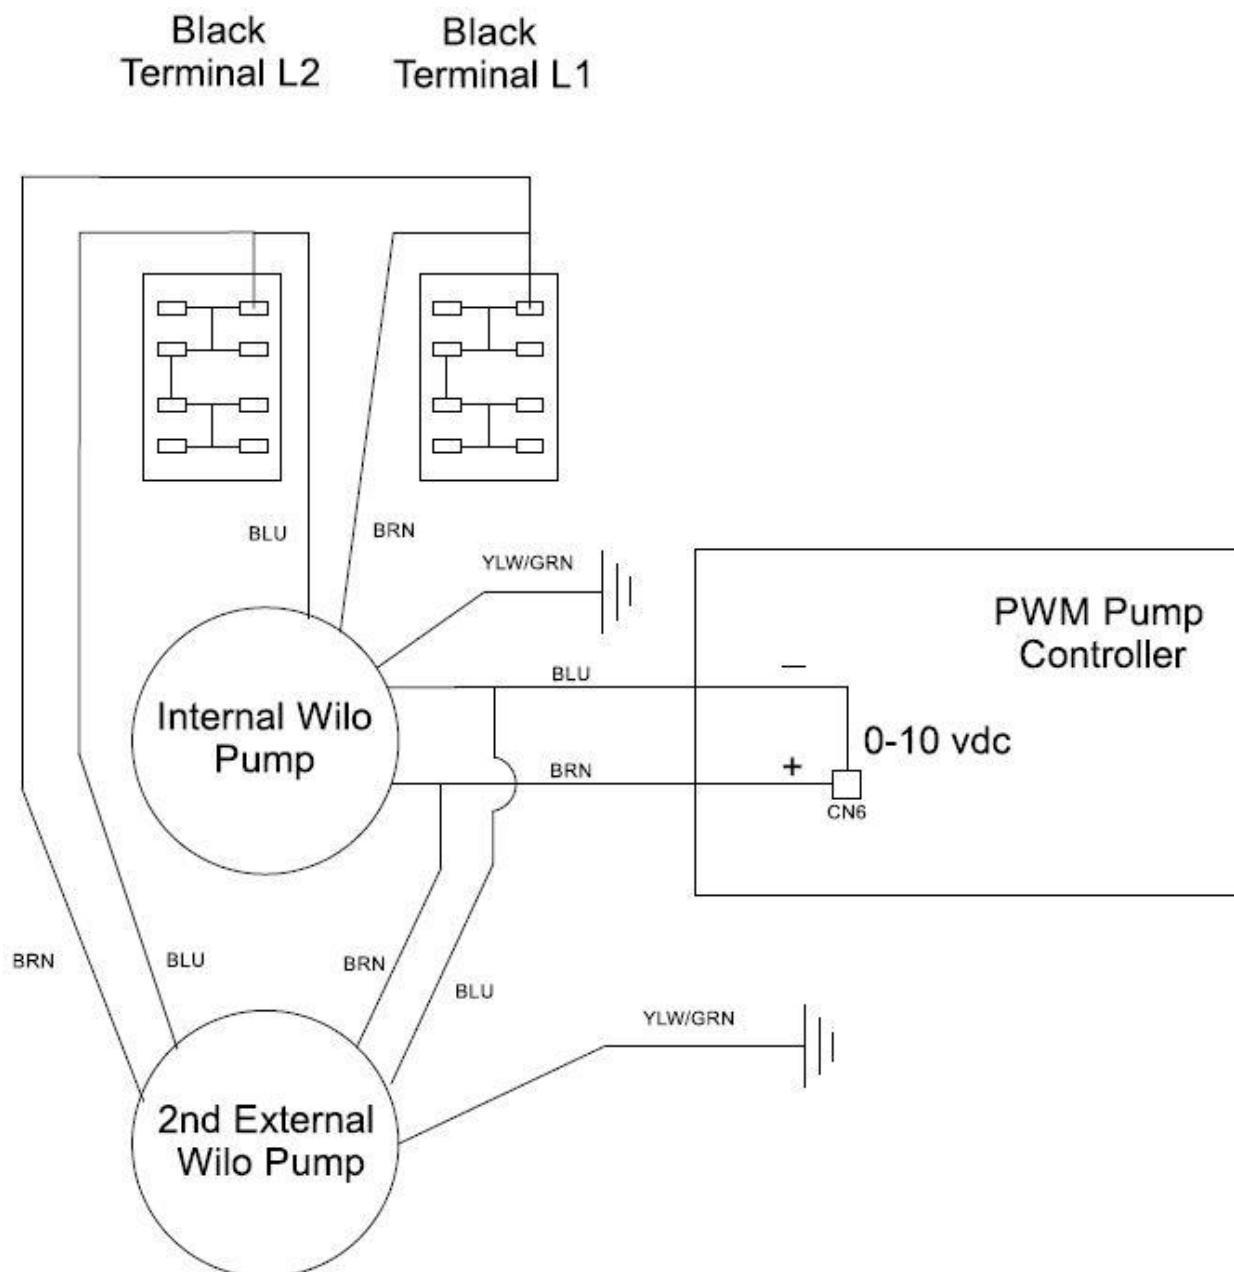 Black
Terminal L2
Black
Terminal L1
BLU
BRN
YLW/GRN
PWM Pump
Controller
BLU
—
Internal Wilo
Pump
0-10 vdc
BRN
+
CN6
BRN
BLU
BRN
BLU
YLW/GRN
2nd External
Wilo Pump